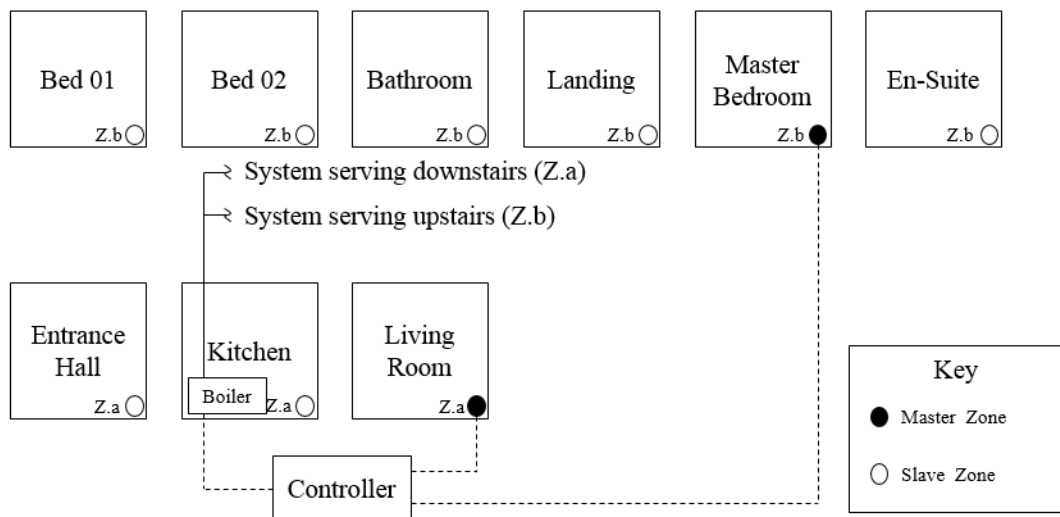 Bed 01
Z.b
Bed 02
Z.b
Bathroom
Z.b
Landing
Z.b
Master
Bedroom
Z.b
En-Suite
Z.b
System serving downstairs (Z.a)
System serving upstairs (Z.b)
Entrance
Hall
Z.a
Kitchen
Boiler
Z.a
Living
Room
Z.a
Controller
Key
Master Zone
Slave Zone